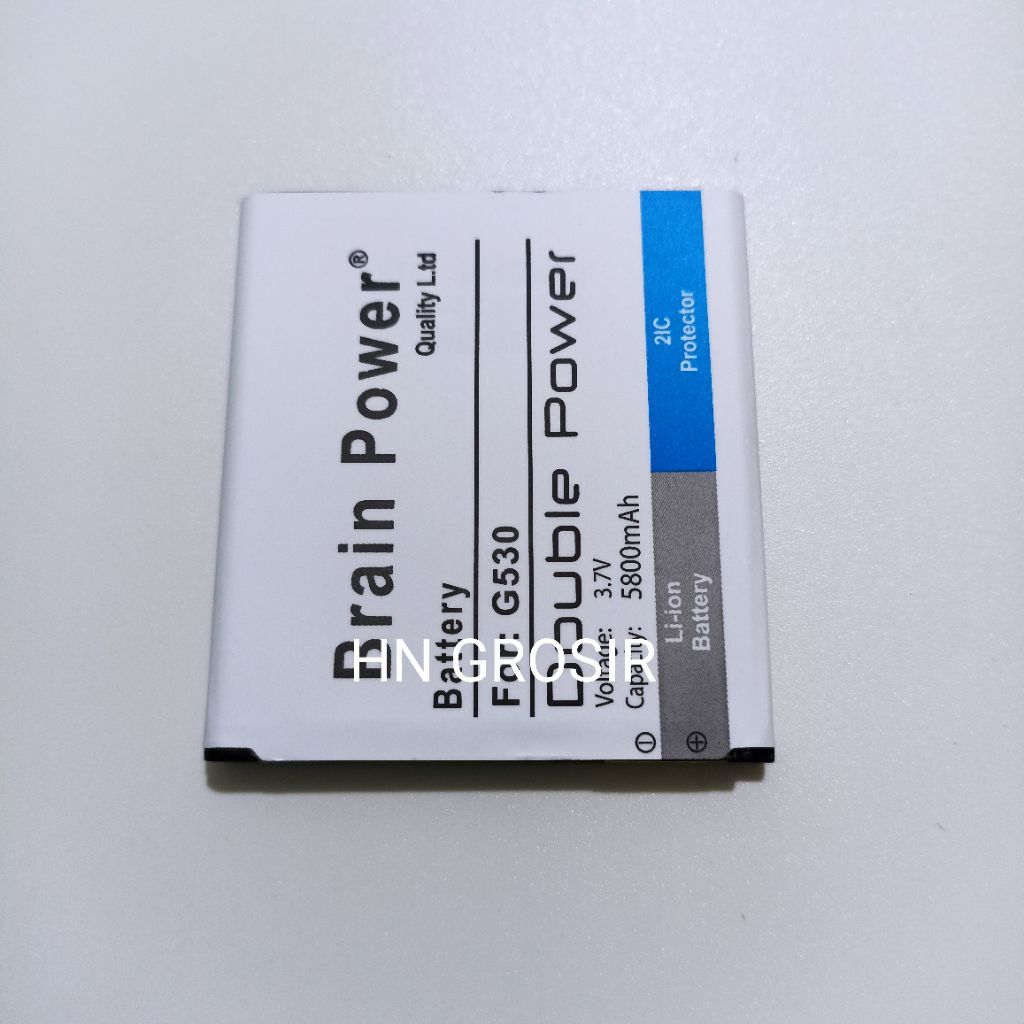 Brain Power®
Quality L.td
Battery
For: G530
Double Power
Voltage: 3.7V
Capacity: 5800mAh
2IC
Protector
Li-ion
Battery
HN GROSIR